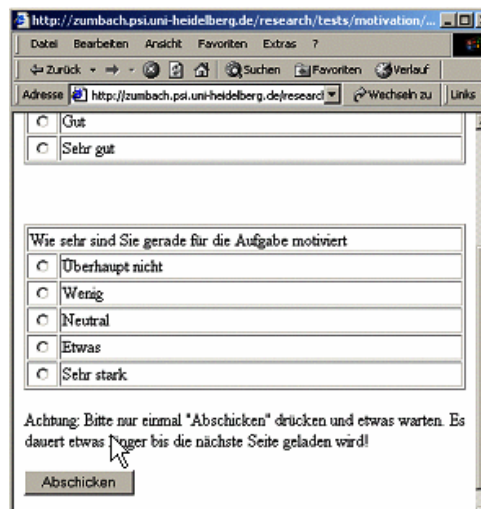 http://zumbach.psi.uni-heidelberg.de/research/tests/motivation/...
Datei Bearbeiten Ansicht Favoriten Extras ?
Zurück Suchen Favoriten Verlauf
Adresse http://zumbach.psi.uni-heidelberg.de/researcl Wechseln zu Links
Gut
Sehr gut
Wie sehr sind Sie gerade für die Aufgabe motiviert
Überhaupt nicht
Wenig
Neutral
Etwas
Sehr stark
Achtung: Bitte nur einmal "Abschicken" drücken und etwas warten. Es
dauert etwas länger bis die nächste Seite geladen wird!
Abschicken